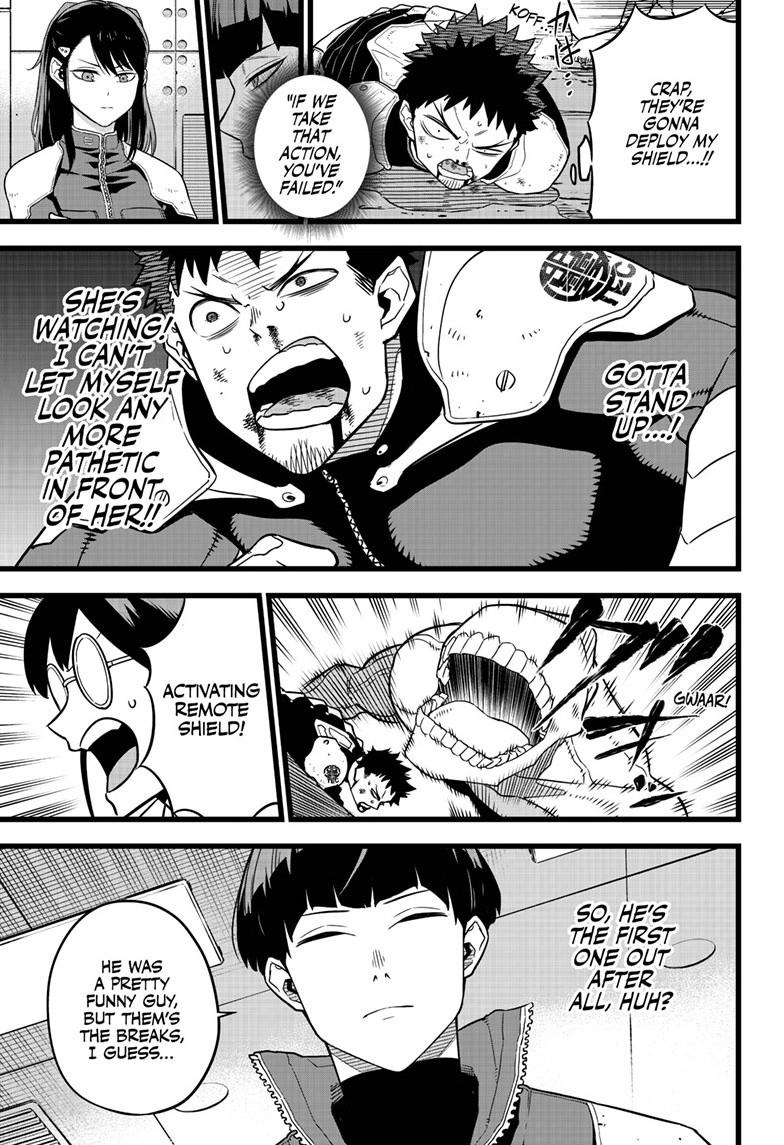 CRAP,
THEY'RE
GONNA
DEPLOY MY
SHIELD...!!
KOFF...
カは…
"IF WE
TAKE
THAT
ACTION,
YOU'VE
FAILED."
GOTTA
STAND
UP...!
SHE'S
WATCHING!
I CAN'T
LET MYSELF
LOOK ANY
MORE
PATHETIC
IN FRONT
OF HER!!
GWAAR!
ACTIVATING
REMOTE
SHIELD!
SO, HE'S
THE FIRST
ONE OUT
AFTER
ALL, HUH?
HE WAS
A PRETTY
FUNNY GUY,
BUT THEM'S
THE BREAKS,
I GUESS...